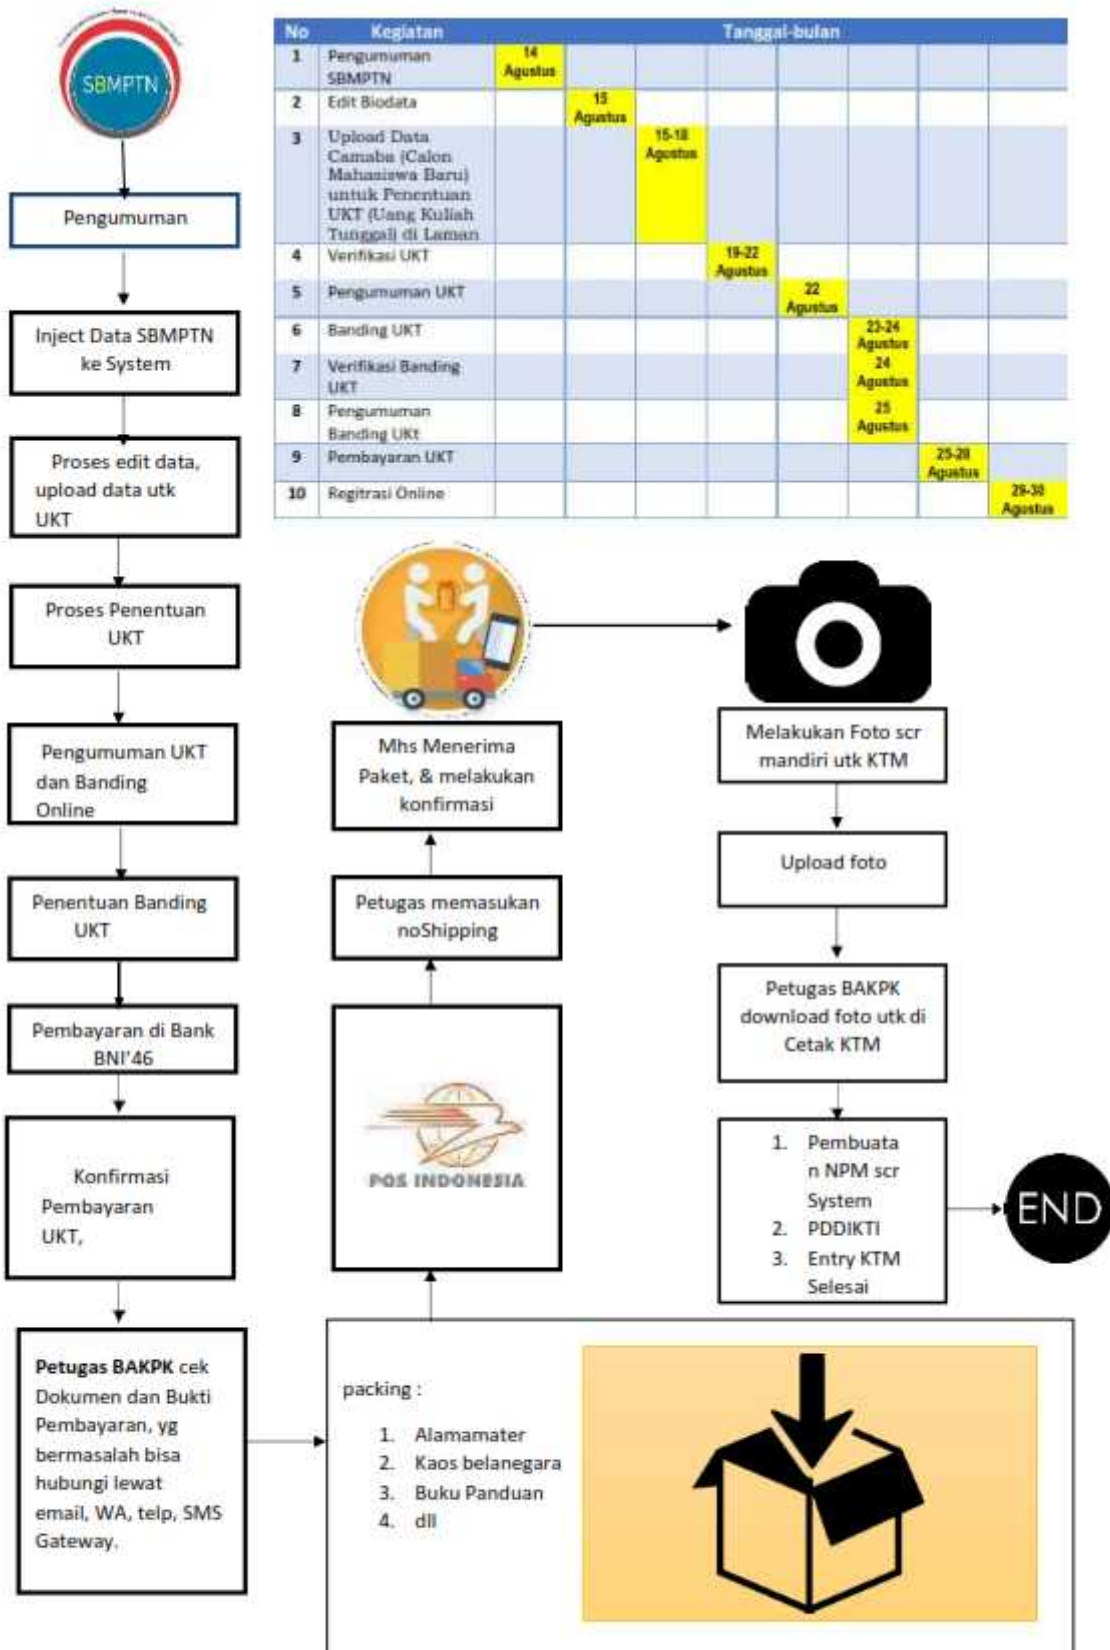 SBMPTN
Pengumuman
Inject Data SBMPTN
ke System
Proses edit data,
upload data utk
UKT
Proses Penentuan
UKT
Pengumuman UKT
dan Banding
Online
Penentuan Banding
UKT
Pembayaran di Bank
BNI'46
Konfirmasi
Pembayaran
UKT,
Petugas BAKPK cek
Dokumen dan Bukti
Pembayaran, yg
bermasalah bisa
hubungi lewat
email, WA, telp, SMS
Gateway.
No Kegiatan Tanggal-bulan
1 Pengumuman 14
SBMPTN Agustus
2 Edit Biodata 15
Agustus
3 Upload Data 15-18
Camaba (Calon Agustus
Mahasiswa Baru)
untuk Penentuan
UKT (Uang Kuliah
Tunggal) di Laman
4 Verifikasi UKT 19-22
Agustus
5 Pengumuman UKT 22
Agustus
6 Banding UKT 23-24
Agustus
7 Verifikasi Banding 24
UKT Agustus
8 Pengumuman 25
Banding UKt Agustus
9 Pembayaran UKT 25-28
Agustus
10 Regitrasi Online 29-30
Agustus
packing :
1. Alamamater
2. Kaos belanegara
3. Buku Panduan
4. dll
POS INDONESIA
Petugas memasukan
noShipping
Mhs Menerima
Paket, & melakukan
konfirmasi
Melakukan Foto scr
mandiri utk KTM
Upload foto
Petugas BAKPK
download foto utk di
Cetak KTM
1. Pembuata
n NPM scr
System
2. PDDIKTI
3. Entry KTM
Selesai
END